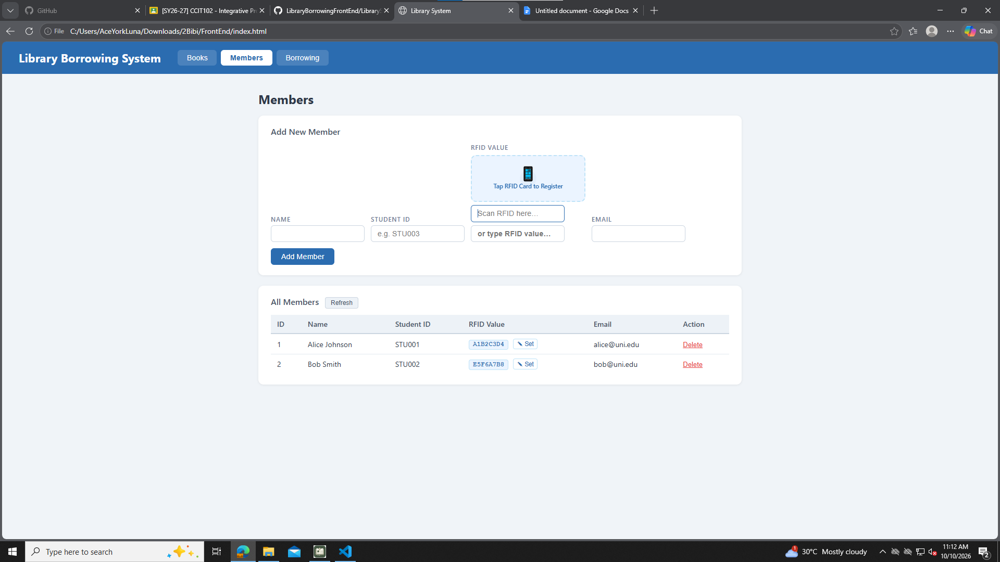 GitHub
[SY26-27] CCIT102 - Integrative Pr
LibraryBorrowingFrontEnd/Library
Library System
Untitled document - Google Docs
File
C:/Users/AceYorkLuna/Downloads/2Bibi/FrontEnd/index.html
Chat
Library Borrowing System
Books
Members
Borrowing
Members
Add New Member
RFID VALUE
Tap RFID Card to Register
Scan RFID here...
NAME
STUDENT ID
EMAIL
e.g. STU003
or type RFID value...
Add Member
All Members
Refresh
ID Name Student ID RFID Value Email Action
1 Alice Johnson STU001 A1B2C3D4 Set alice@uni.edu Delete
2 Bob Smith STU002 E5F6A7B8 Set bob@uni.edu Delete
Type here to search
1
30°C Mostly cloudy
11:12 AM
10/10/2026
2